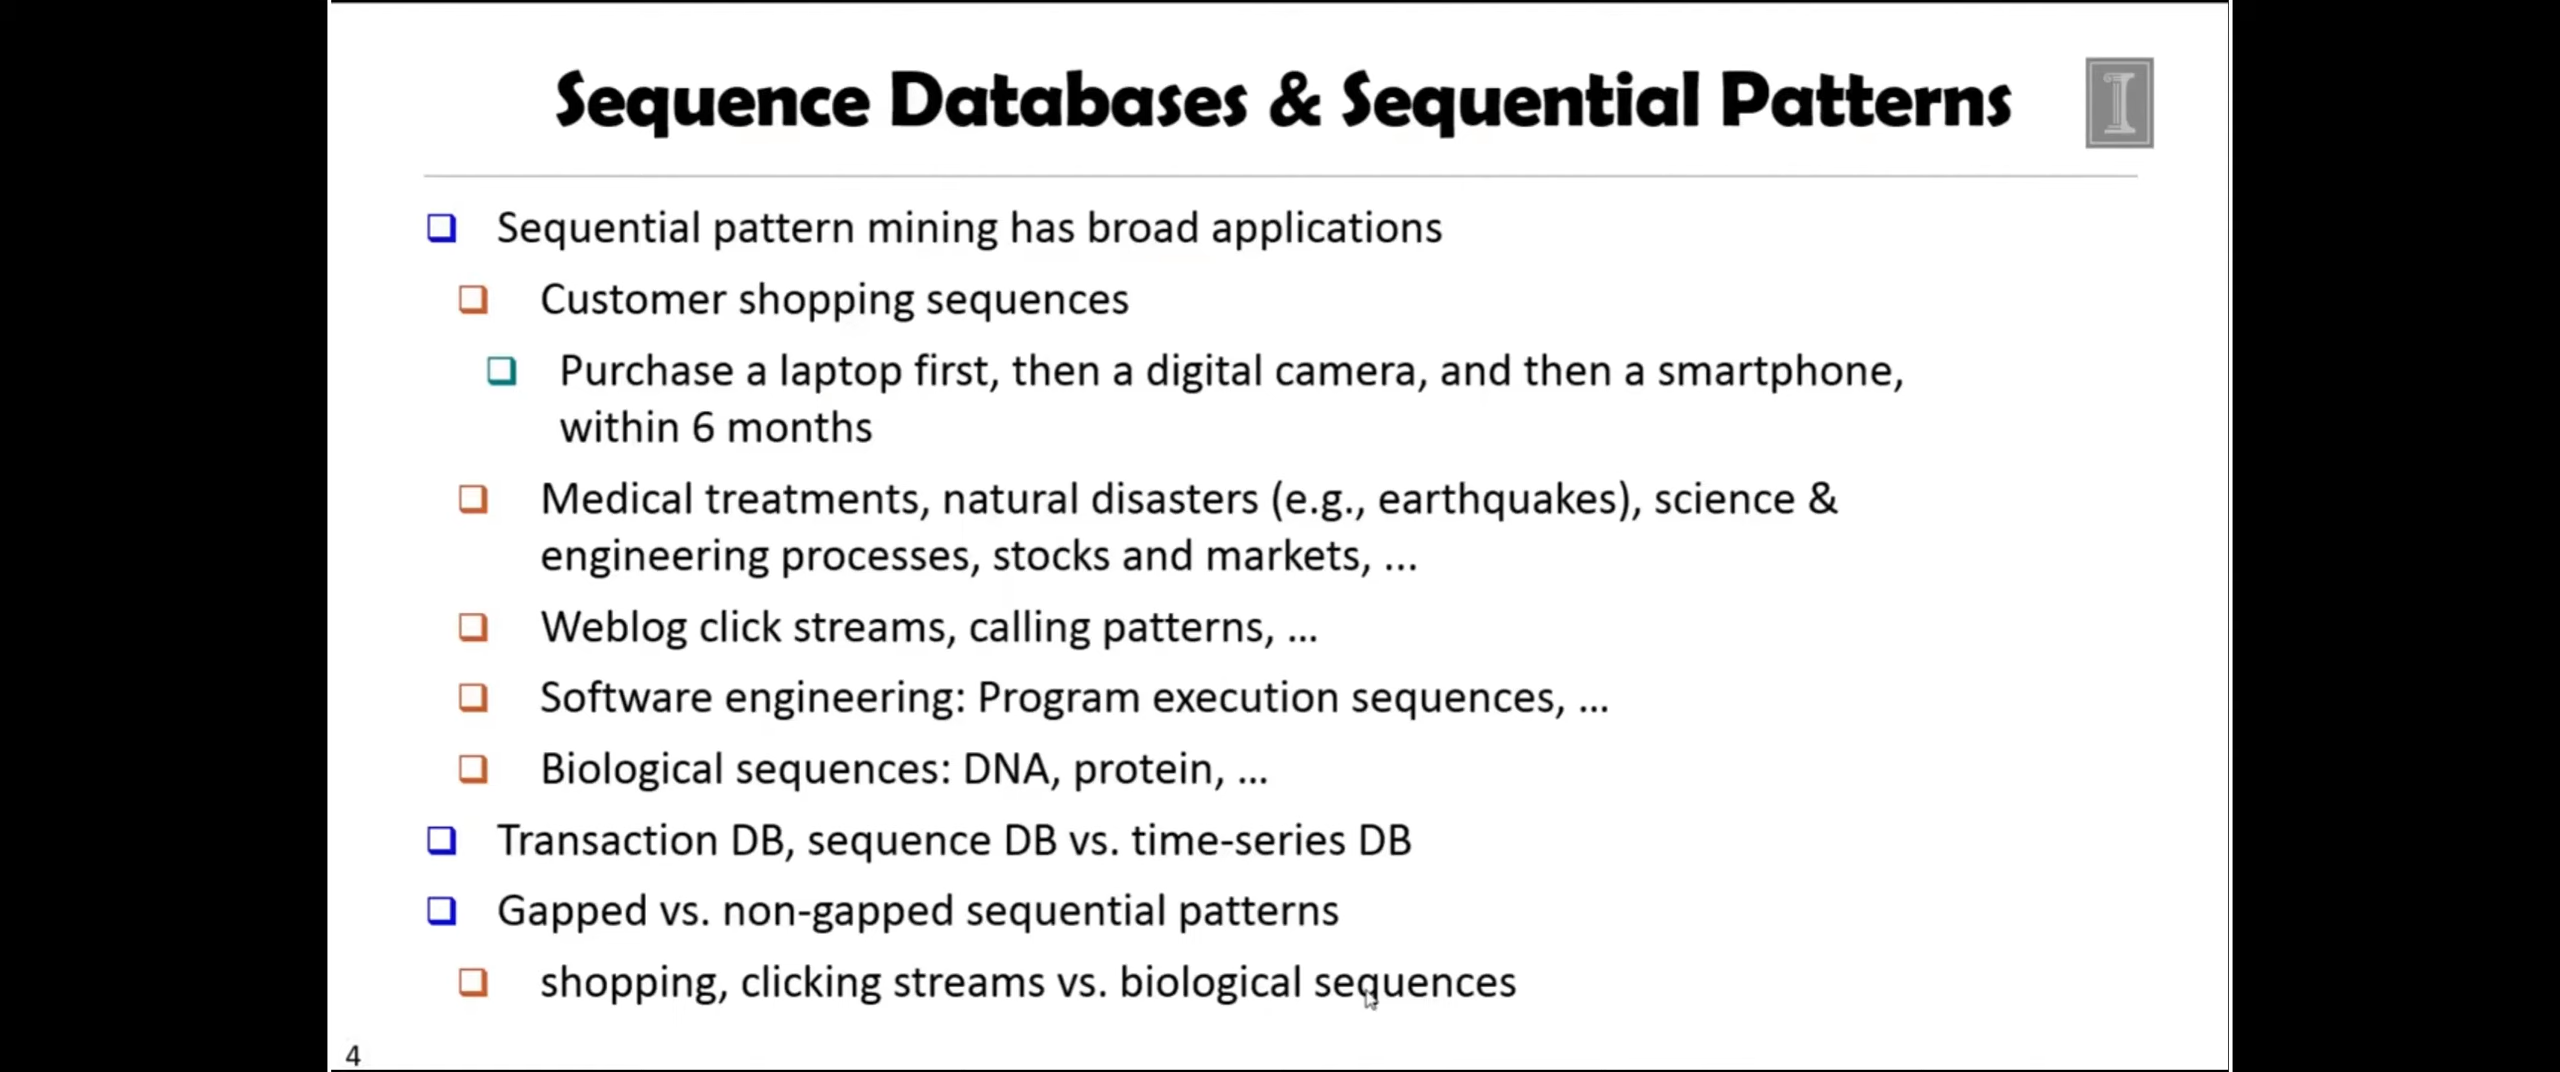 Sequence Databases & Sequential Patterns
Sequential pattern mining has broad applications
Customer shopping sequences
Purchase a laptop first, then a digital camera, and then a smartphone,
within 6 months
Medical treatments, natural disasters (e.g., earthquakes), science &
engineering processes, stocks and markets, ...
Weblog click streams, calling patterns, ...
Software engineering: Program execution sequences, ...
Biological sequences: DNA, protein, ...
Transaction DB, sequence DB vs. time-series DB
Gapped vs. non-gapped sequential patterns
shopping, clicking streams vs. biological sequences
4